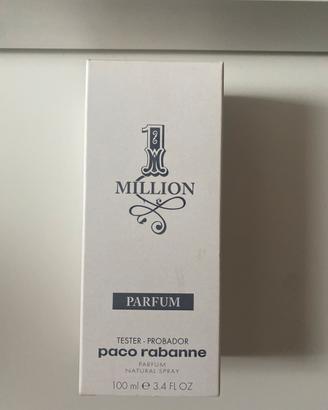 1
MILLION
PARFUM
TESTER - PROBADOR
paco rabanne
PARFUM
NATURAL SPRAY
100 ml ℮ 3.4 FL OZ